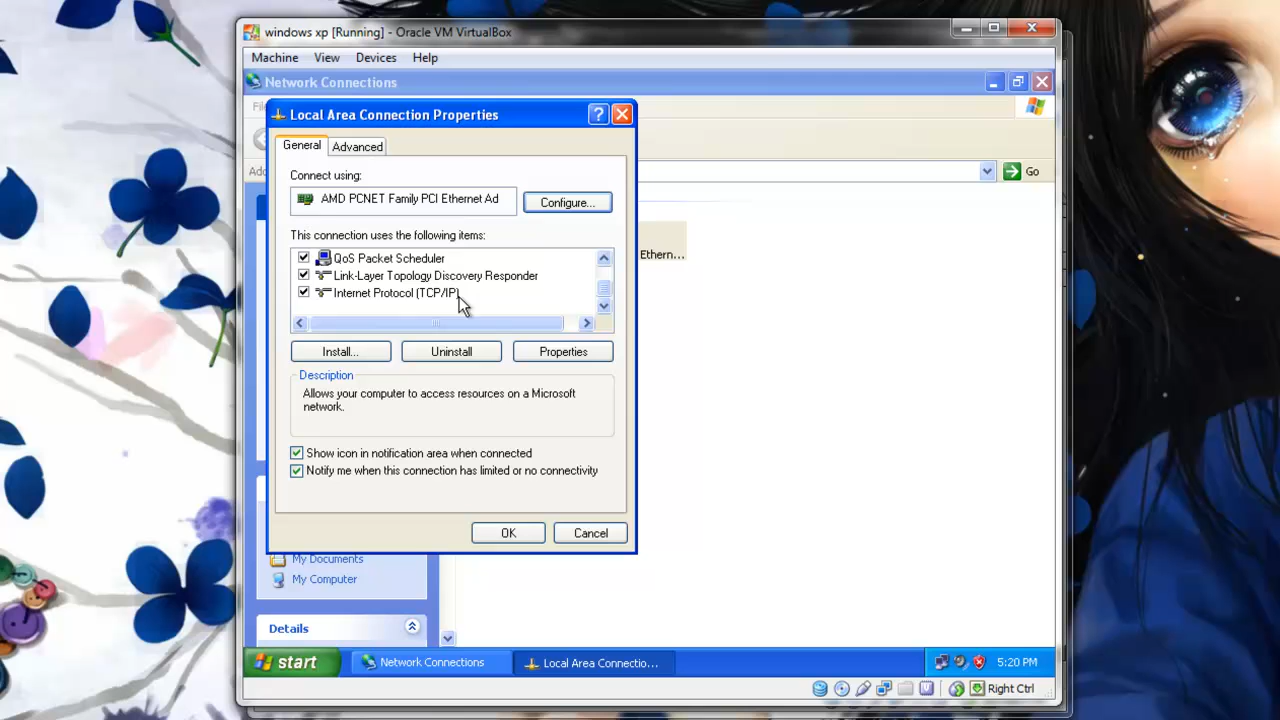 windows xp [Running] - Oracle VM VirtualBox
Machine View Devices Help
Network Connections
Local Area Connection Properties
General Advanced
Connect using:
AMD PCNET Family PCI Ethernet Ad
Configure...
Go
This connection uses the following items:
QoS Packet Scheduler
Link-Layer Topology Discovery Responder
Internet Protocol (TCP/IP)
Ethern...
Install... Uninstall Properties
Description
Allows your computer to access resources on a Microsoft
network.
Show icon in notification area when connected
Notify me when this connection has limited or no connectivity
OK Cancel
My Documents
My Computer
Details
start Network Connections Local Area Connectio... 5:20 PM
Right Ctrl